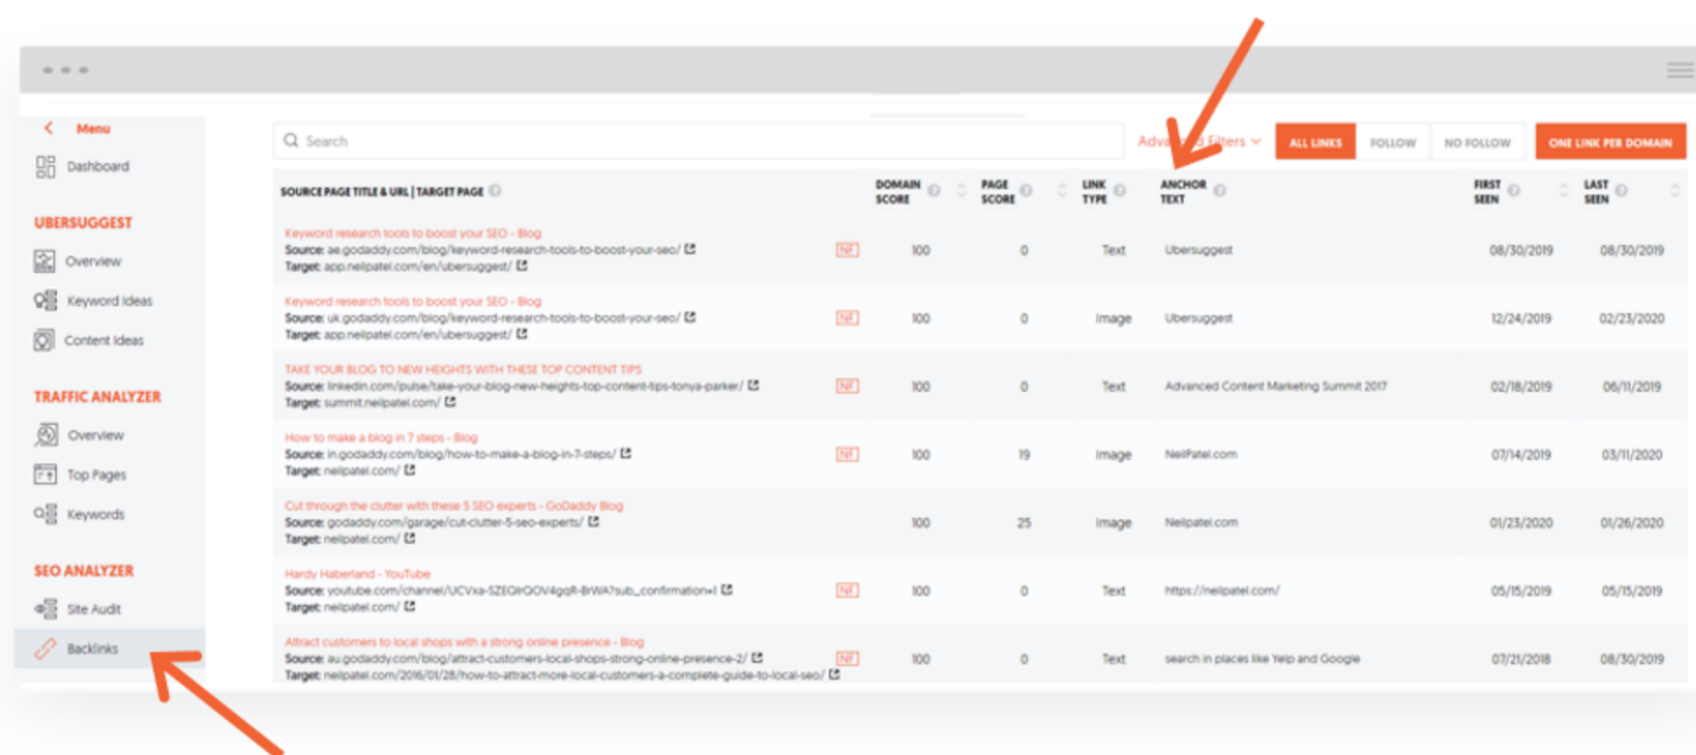 Menu
Dashboard
UBERSUGGEST
Overview
Keyword Ideas
Content Ideas
TRAFFIC ANALYZER
Overview
Top Pages
Keywords
SEO ANALYZER
Site Audit
Backlinks
Search
Filters
ALL LINKS
FOLLOW
NO FOLLOW
ONE LINK PER DOMAIN
SOURCE PAGE TITLE & URL | TARGET PAGE
DOMAIN SCORE
PAGE SCORE
LINK TYPE
ANCHOR TEXT
FIRST SEEN
LAST SEEN
Keyword research tools to boost your SEO - Blog
Source: ae.godaddy.com/blog/keyword-research-tools-to-boost-your-seo/ NF 100 0 Text Ubersuggest 08/30/2019 08/30/2019
Target: app.neilpatel.com/en/ubersuggest/
Keyword research tools to boost your SEO - Blog
Source: uk.godaddy.com/blog/keyword-research-tools-to-boost-your-seo/ NF 100 0 Image Ubersuggest 12/24/2019 02/23/2020
Target: app.neilpatel.com/en/ubersuggest/
TAKE YOUR BLOG TO NEW HEIGHTS WITH THESE TOP CONTENT TIPS
Source: linkedin.com/pulse/take-your-blog-new-heights-top-content-tips-tonya-parker/ NF 100 0 Text Advanced Content Marketing Summit 2017 02/18/2019 06/11/2019
Target: summit.neilpatel.com/
How to make a blog in 7 steps - Blog
Source: in.godaddy.com/blog/how-to-make-a-blog-in-7-steps/ NF 100 19 Image NeilPatel.com 07/14/2019 03/11/2020
Target: neilpatel.com/
Cut through the clutter with these 5 SEO experts - GoDaddy Blog
Source: godaddy.com/garage/cut-clutter-5-seo-experts/ 100 25 Image Neilpatel.com 01/23/2020 01/26/2020
Target: neilpatel.com/
Hardy Haberland - YouTube
Source: NF 100 0 Text https://neilpatel.com/ 05/15/2019 05/15/2019
Target: neilpatel.com/
Attract customers to local shops with a strong online presence - Blog
Source: au.godaddy.com/blog/attract-customers-local-shops-strong-online-presence-2/ NF 100 0 Text search in places like Yelp and Google 07/21/2018 08/30/2019
Target: neilpatel.com/2016/01/28/how-to-attract-more-local-customers-a-complete-guide-to-local-seo/